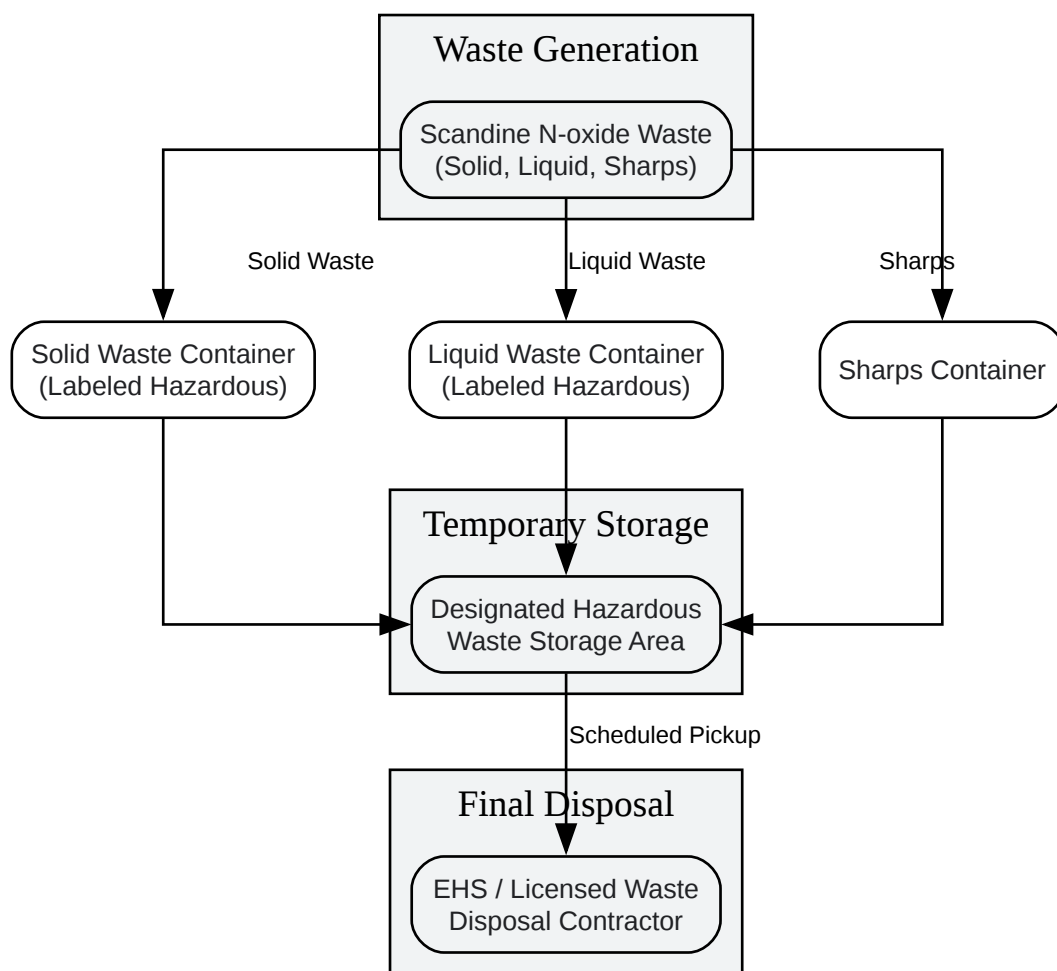 Waste Generation
Scandine N-oxide Waste
(Solid, Liquid, Sharps)
Solid Waste
Liquid Waste
Sharps
Solid Waste Container
(Labeled Hazardous)
Liquid Waste Container
(Labeled Hazardous)
Sharps Container
Temporary Storage
Designated Hazardous
Waste Storage Area
Scheduled Pickup
Final Disposal
EHS / Licensed Waste
Disposal Contractor